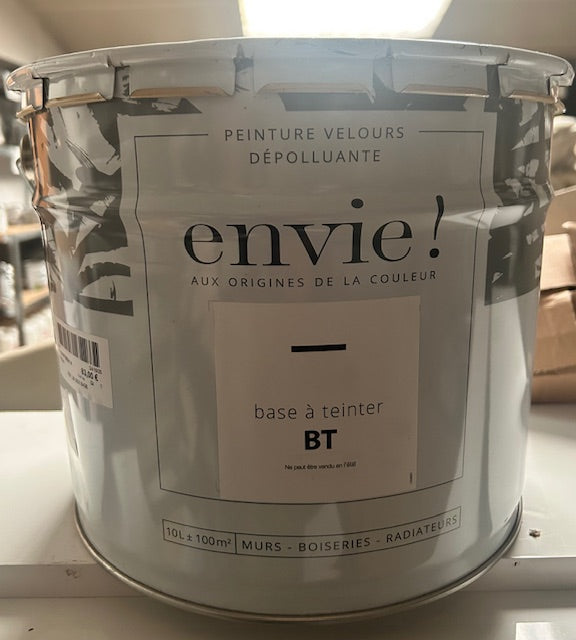 PEINTURE VELOURS
DÉPOLLUANTE
envie!
AUX ORIGINES DE LA COULEUR
base à teinter
BT
Ne peut être vendu en l'état
10L ± 100m² MURS - BOISERIES - RADIATEURS